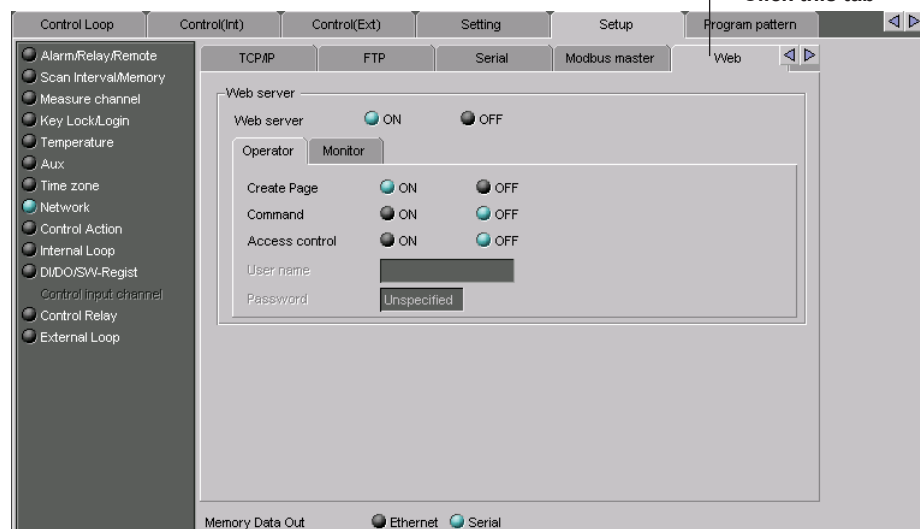 Click this tab
Control Loop Control(Int) Control(Ext) Setting Setup Program pattern
Alarm/Relay/Remote
Scan Interval/Memory
Measure channel
Key Lock/Login
Temperature
Aux
Time zone
Network
Control Action
Internal Loop
DI/DO/SW-Regist
Control input channel
Control Relay
External Loop
TCP/IP FTP Serial Modbus master Web
Web server
Web server ON OFF
Operator Monitor
Create Page ON OFF
Command ON OFF
Access control ON OFF
User name
Password Unspecified
Memory Data Out Ethernet Serial